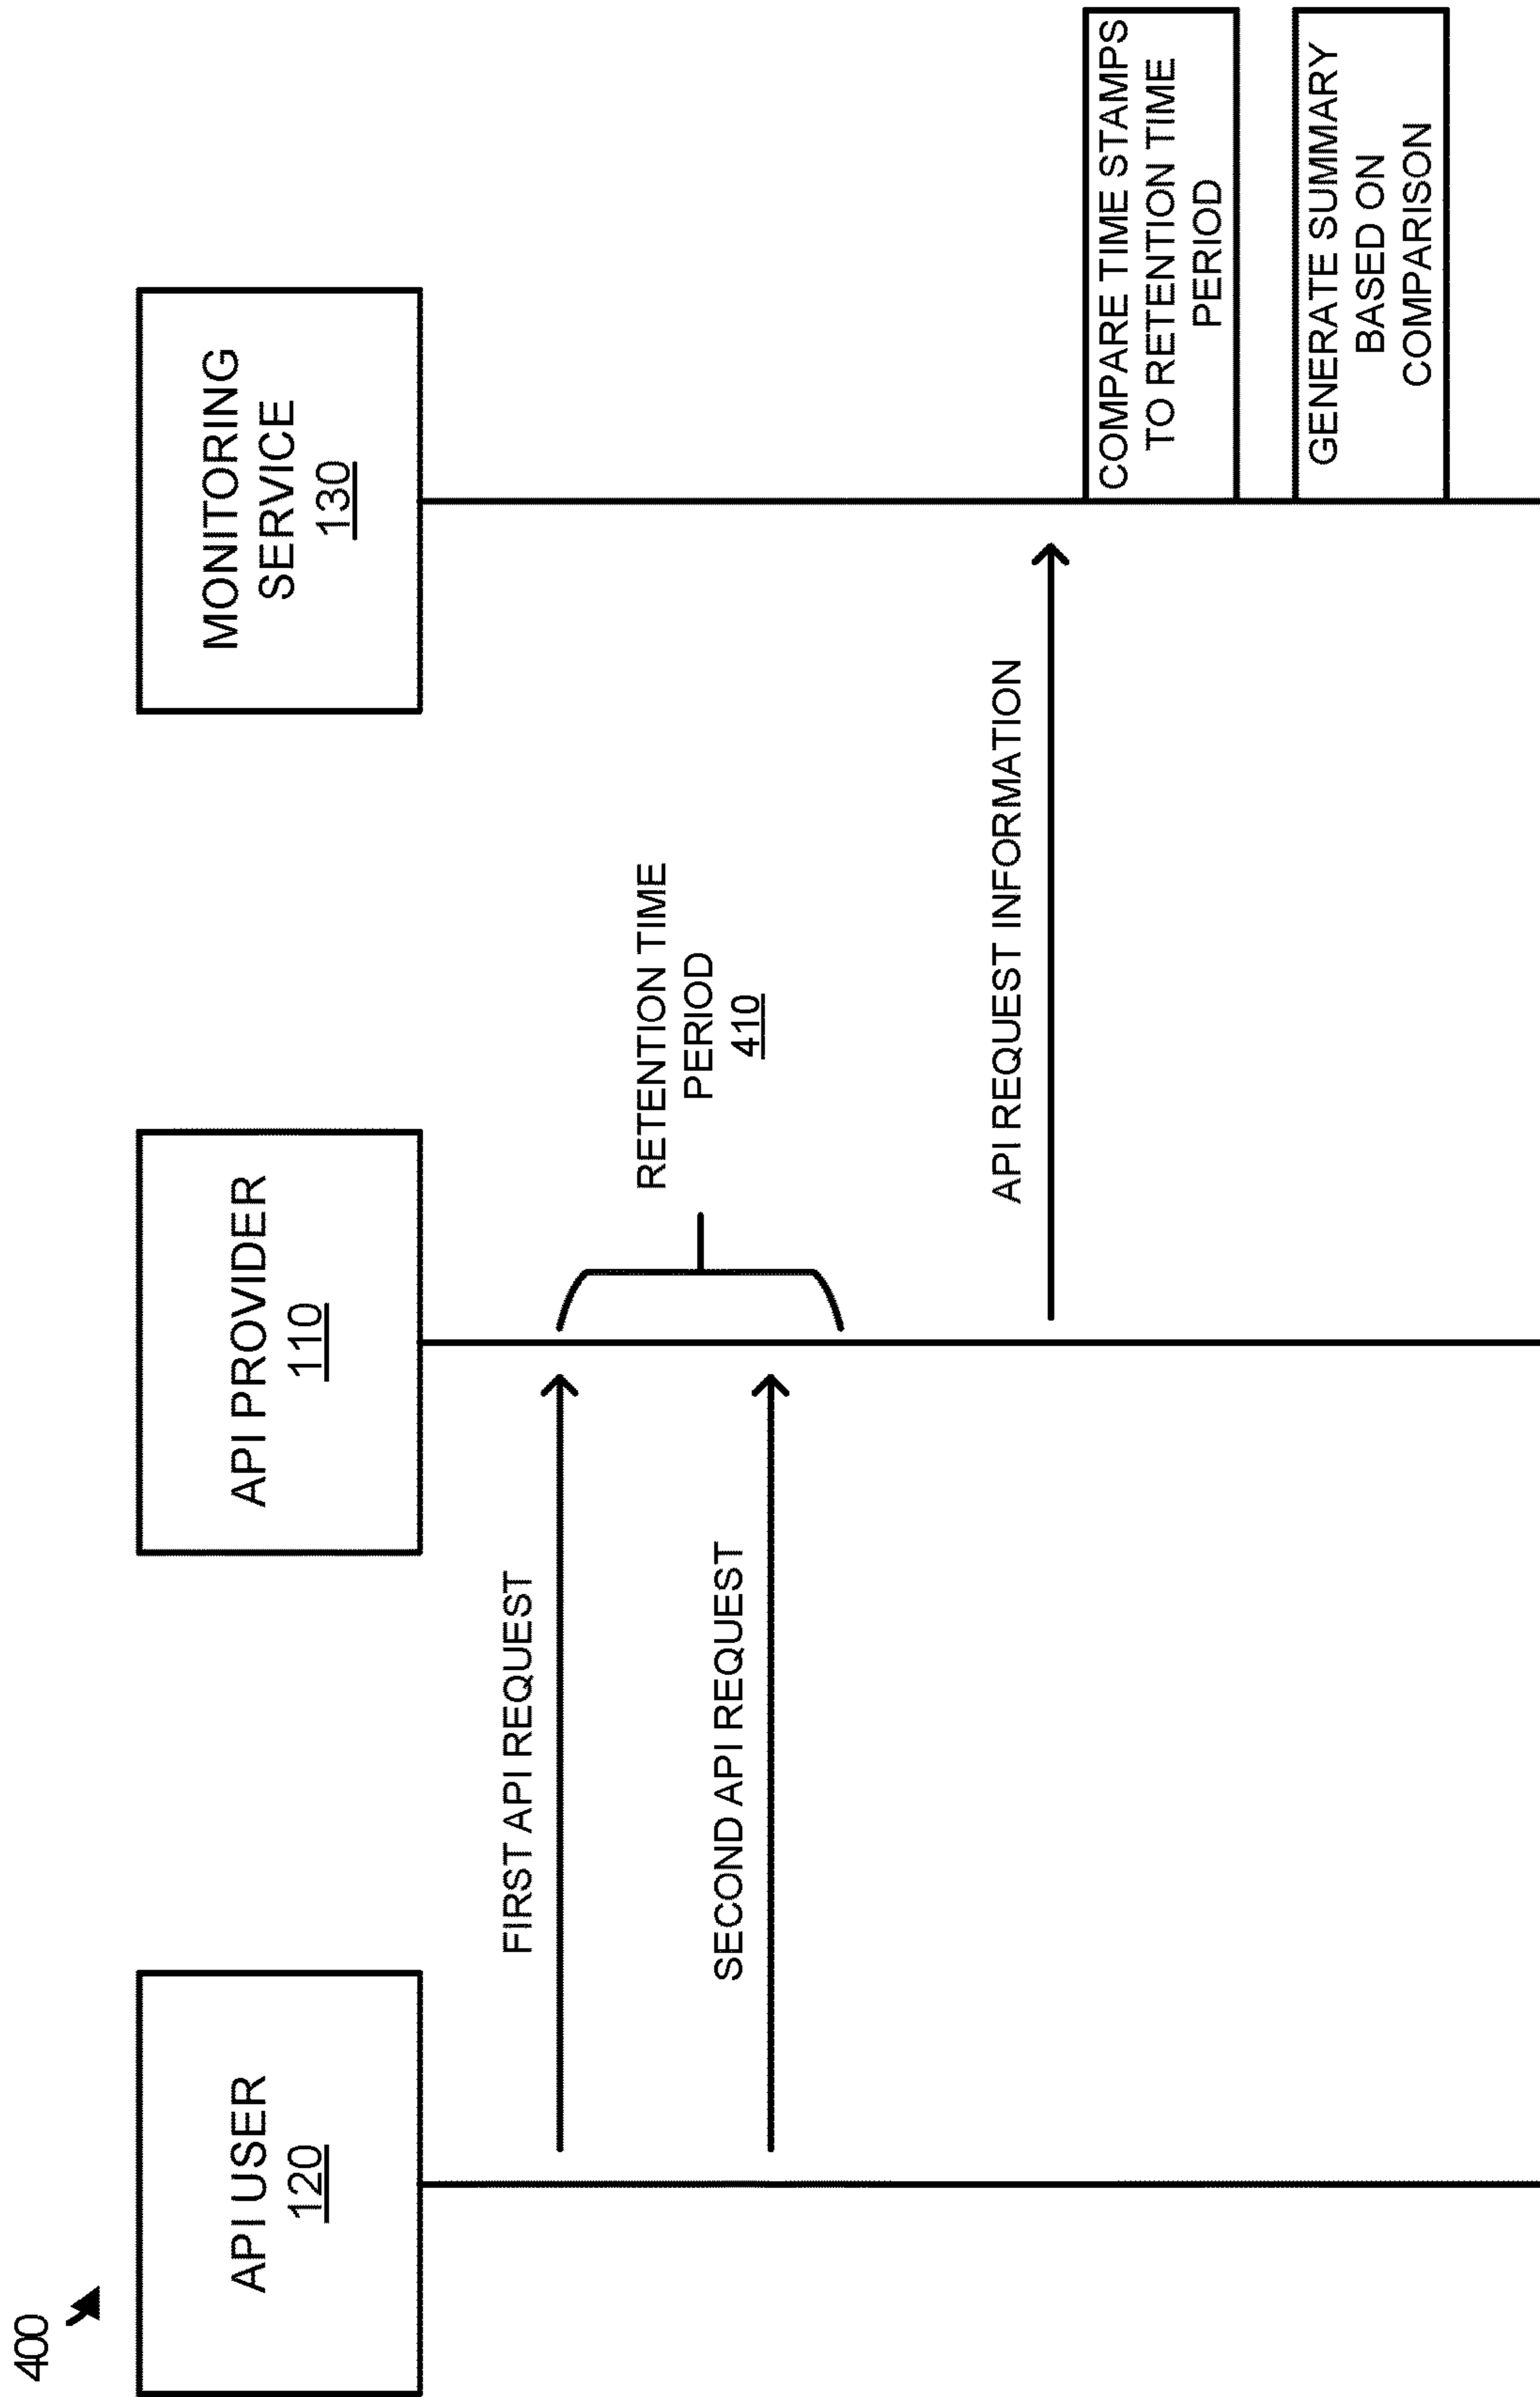 400
API USER
120
API PROVIDER
110
MONITORING
SERVICE
130
FIRST API REQUEST
RETENTION TIME
PERIOD
410
SECOND API REQUEST
API REQUEST INFORMATION
COMPARE TIME STAMPS
TO RETENTION TIME
PERIOD
GENERATE SUMMARY
BASED ON
COMPARISON